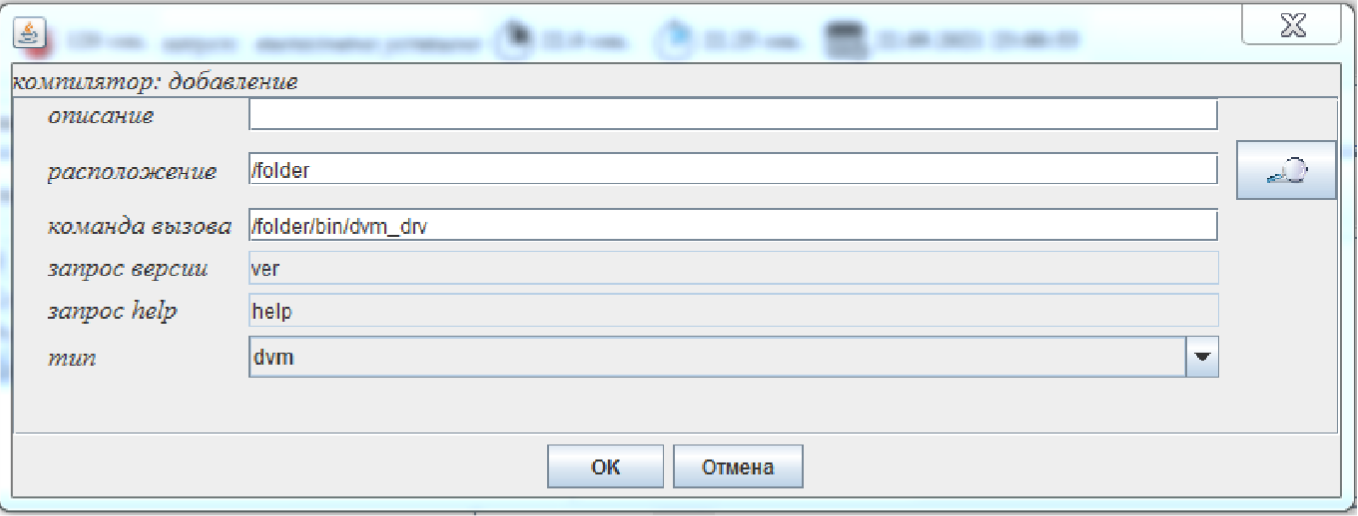 компилятор: добавление
описание
расположение /folder
команда вызова /folder/bin/dvm_drv
запрос версии ver
запрос help help
тип dvm
OK Отмена